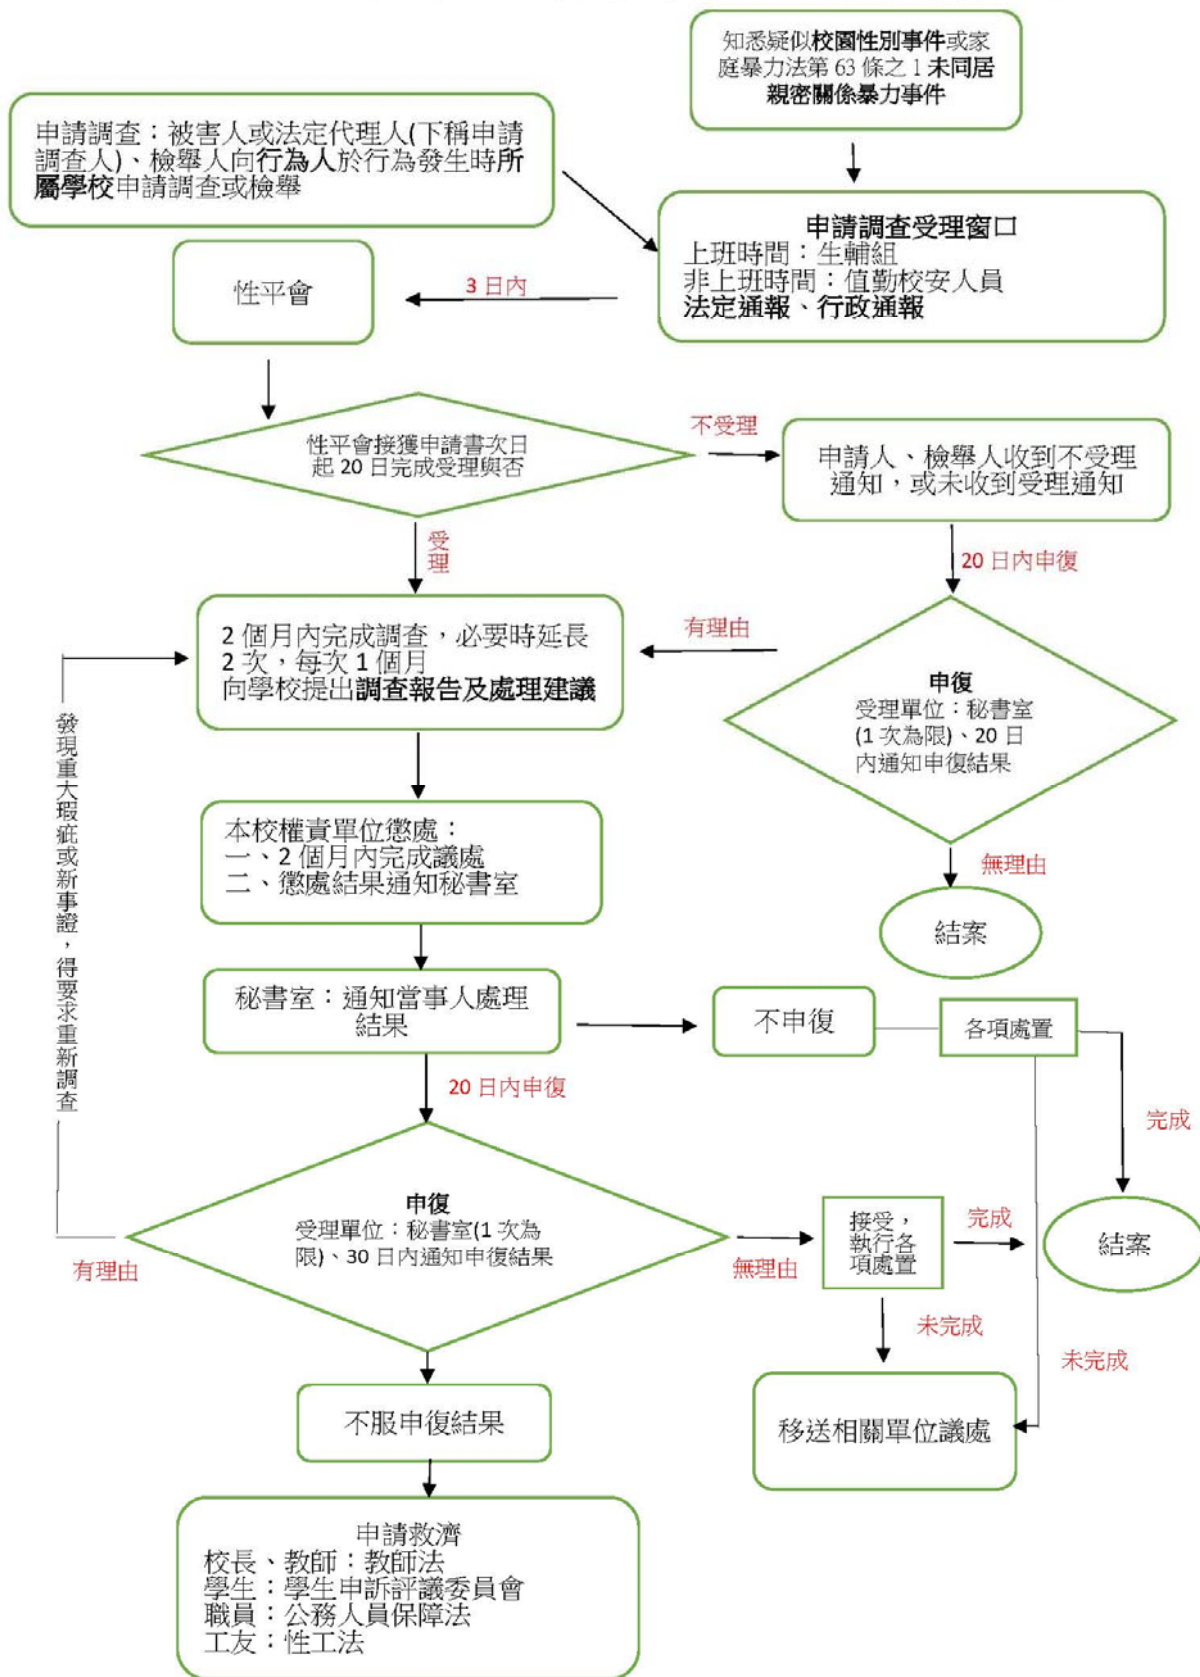 知悉疑似校園性別事件或家
庭暴力法第 63 條之 1 未同居
親密關係暴力事件
申請調查：被害人或法定代理人(下稱申請
調查人)、檢舉人向行為人於行為發生時所
屬學校申請調查或檢舉
申請調查受理窗口
上班時間：生輔組
非上班時間：值勤校安人員
法定通報、行政通報
3 日內
性平會
性平會接獲申請書次日
起 20 日完成受理與否
不受理
申請人、檢舉人收到不受理
通知，或未收到受理通知
受
理
20 日內申復
2 個月內完成調查，必要時延長
2 次，每次 1 個月
向學校提出調查報告及處理建議
有理由
申復
受理單位：秘書室
(1 次為限)、20 日
內通知申復結果
發現重大瑕疵或新事證，得要求重新調查
本校權責單位懲處：
一、2 個月內完成議處
二、懲處結果通知秘書室
無理由
結案
秘書室：通知當事人處理
結果
不申復
各項處置
20 日內申復
完成
申復
受理單位：秘書室(1 次為
限)、30 日內通知申復結果
有理由
無理由
接受，
執行各
項處置
完成
結案
未完成
未完成
不服申復結果
移送相關單位議處
申請救濟
校長、教師：教師法
學生：學生申訴評議委員會
職員：公務人員保障法
工友：性工法